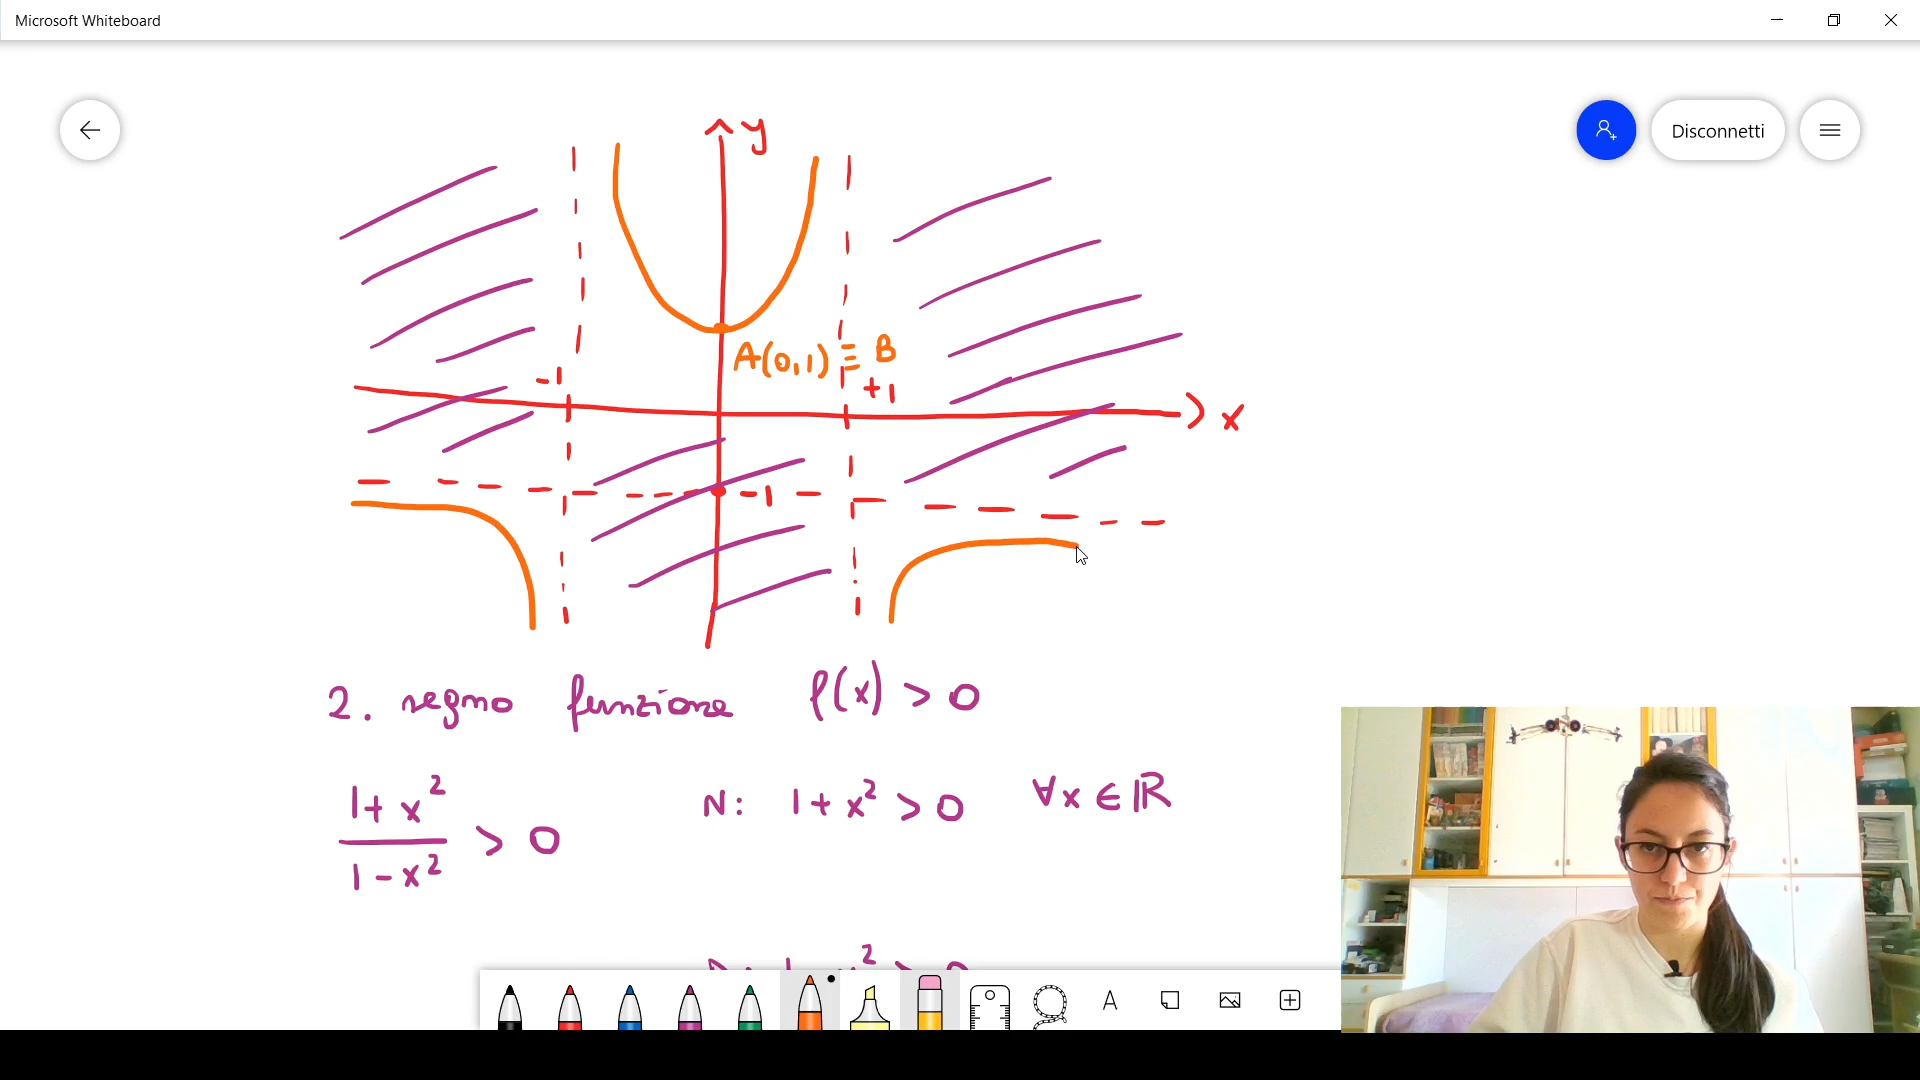 Microsoft Whiteboard
Disconnetti
y
A(0,1) ≡ B
-1
+1
x
-1
2. segno funzione f(x) > 0
1+x²
/
1-x² > 0
N: 1+x² > 0 ∀x ∈ ℝ
A